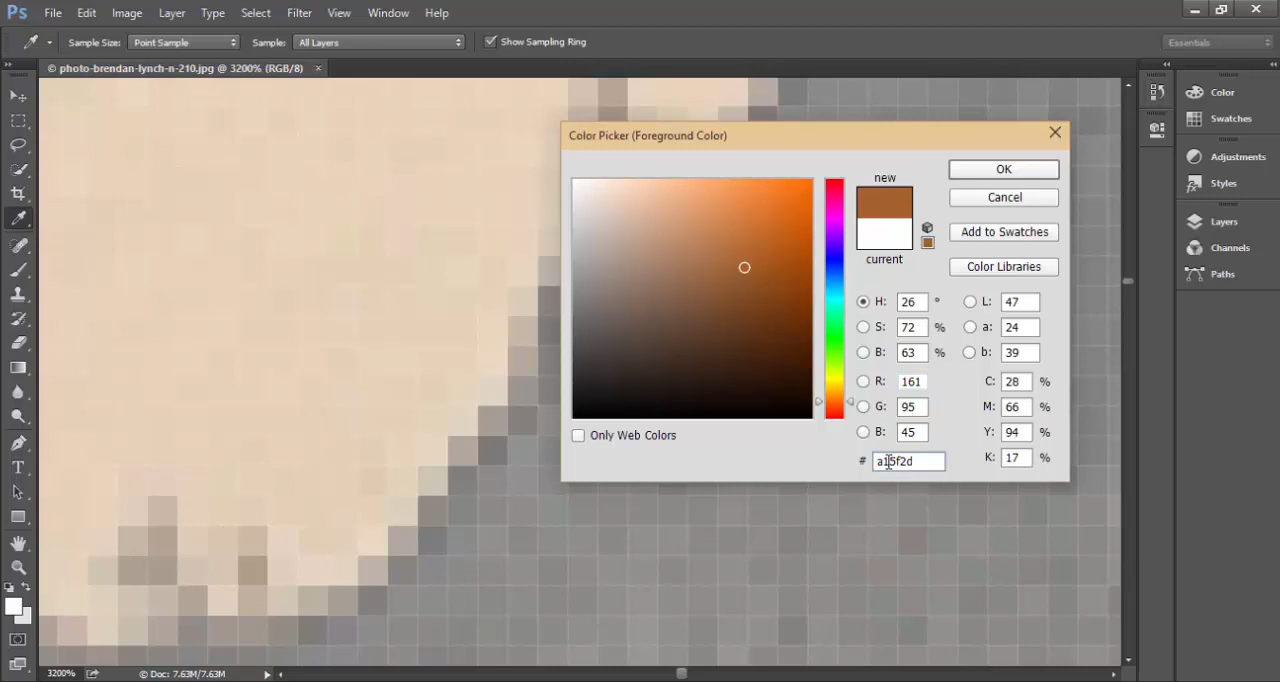 Ps File Edit Image Layer Type Select Filter View Window Help
Sample Size: Point Sample Sample: All Layers Show Sampling Ring Essentials
© photo-brendan-lynch-n-210.jpg @ 3200% (RGB/8) ×
Color
Swatches
Adjustments
Styles
Layers
Channels
Paths
Color Picker (Foreground Color)
new
current
OK
Cancel
Add to Swatches
Color Libraries
H: 26 ° L: 47
S: 72 % a: 24
B: 63 % b: 39
R: 161 C: 28 %
G: 95 M: 66 %
B: 45 Y: 94 %
# a15f2d K: 17 %
Only Web Colors
T
3200% © Doc: 7.63M/7.63M